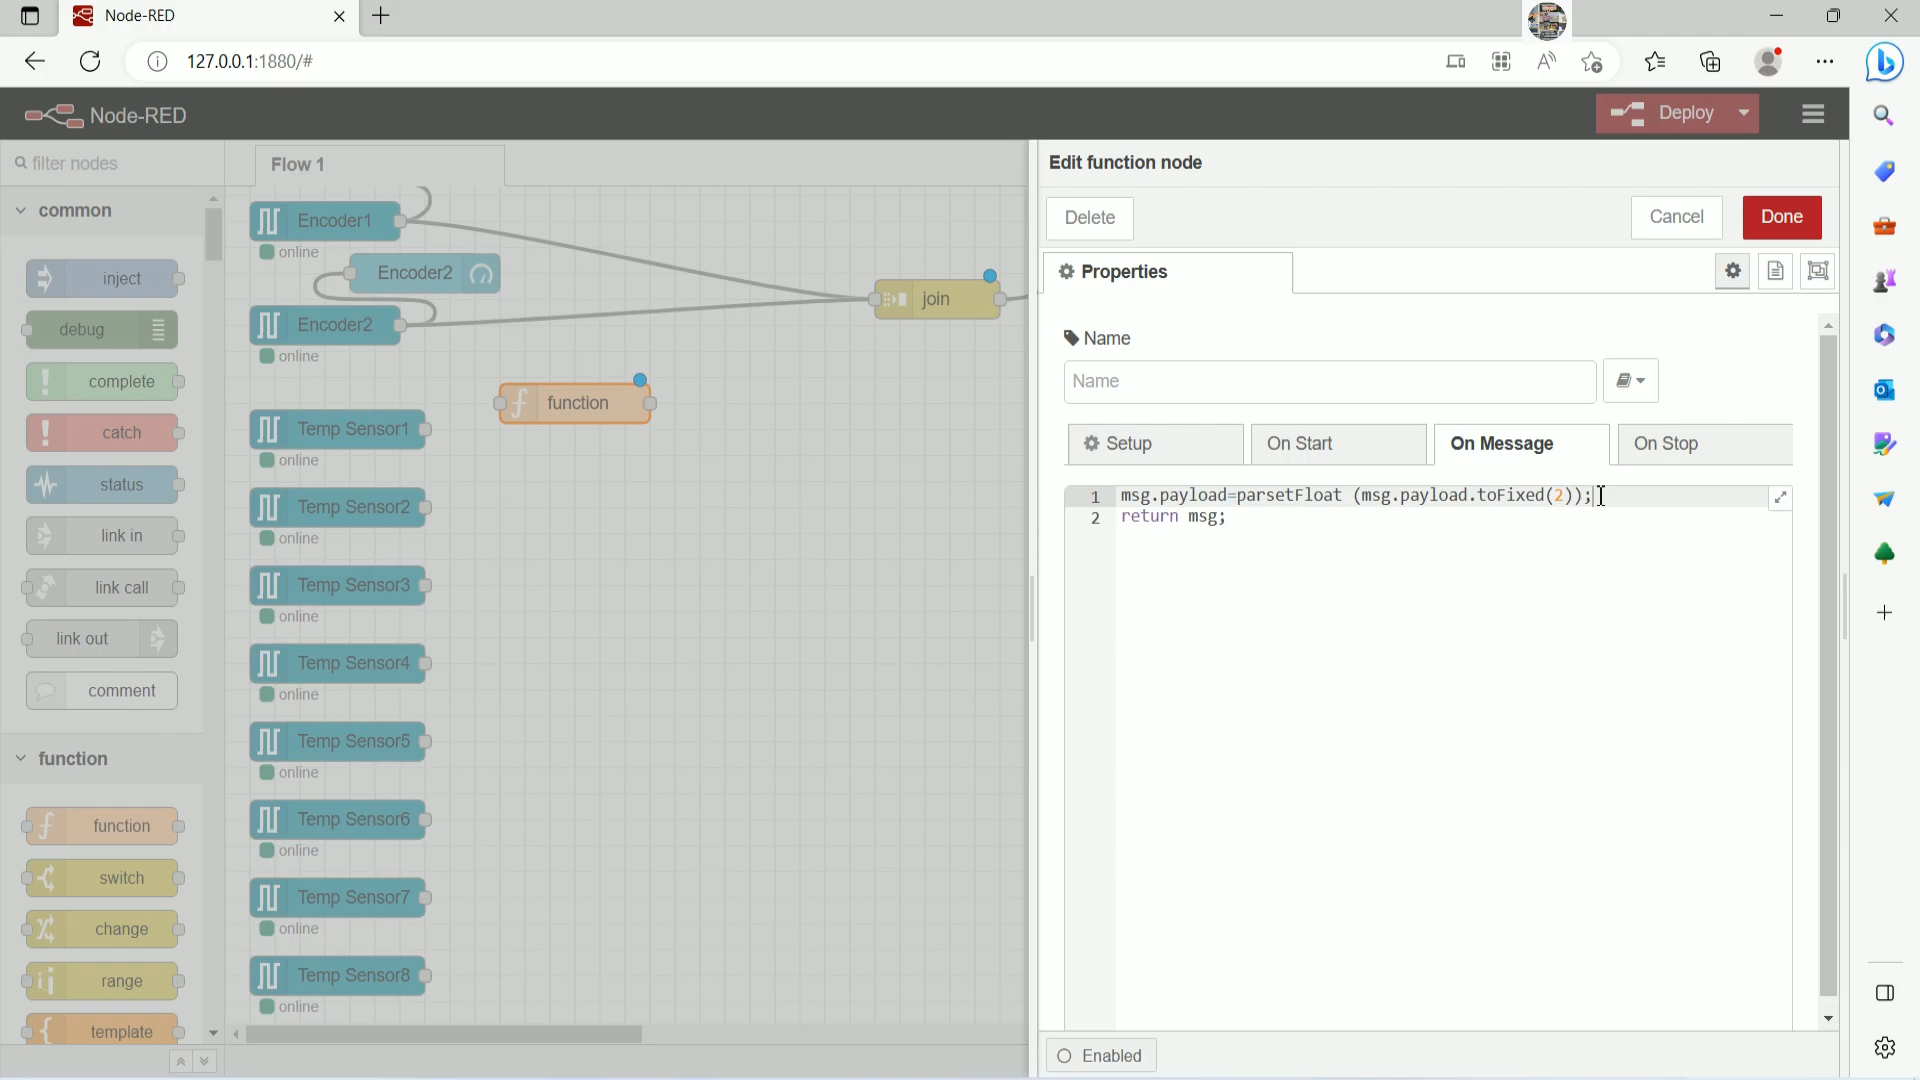 Node-RED
127.0.0.1:1880/#
Node-RED
Deploy
filter nodes
Flow 1
Edit function node
common
Delete
Cancel
Done
Encoder1
online
Properties
inject
Encoder2
join
debug
Encoder2
Name
online
complete
Name
function
catch
Temp Sensor1
Setup
On Start
On Message
On Stop
online
status
Temp Sensor2
1 msg.payload=parsetFloat (msg.payload.toFixed(2));
2 return msg;
link in
online
link call
Temp Sensor3
online
link out
Temp Sensor4
comment
online
Temp Sensor5
function
online
function
Temp Sensor6
online
switch
Temp Sensor7
change
online
range
Temp Sensor8
online
template
Enabled